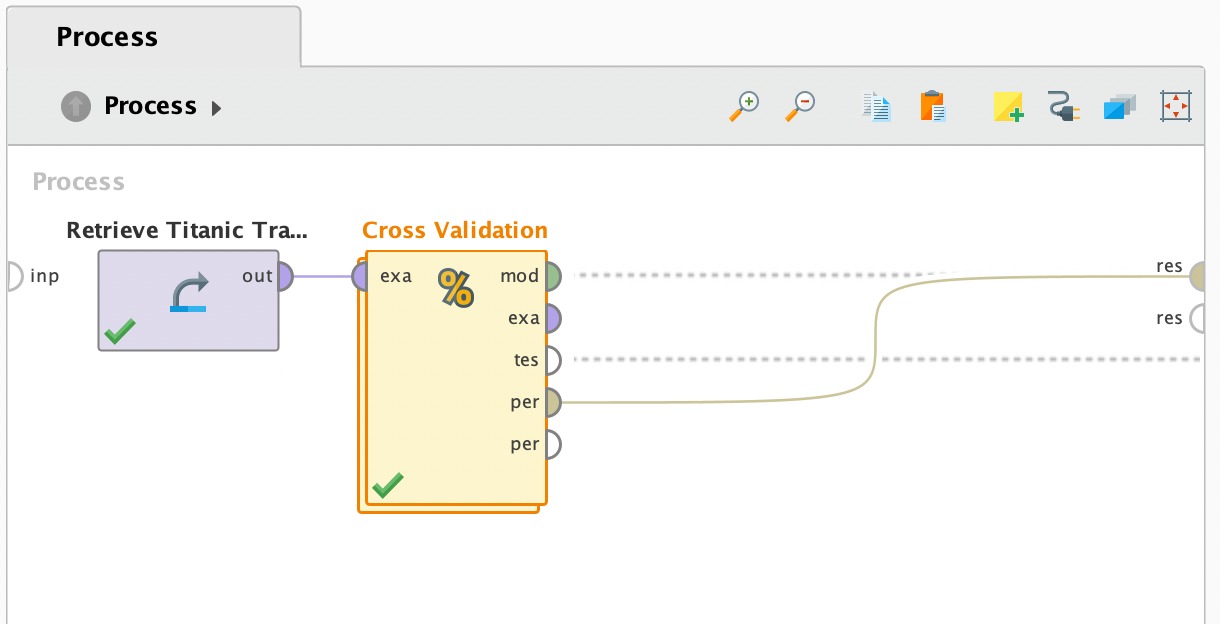 Process
Process
Process
Retrieve Titanic Tra...
Cross Validation
inp
out
exa
%
mod
res
exa
res
tes
per
per